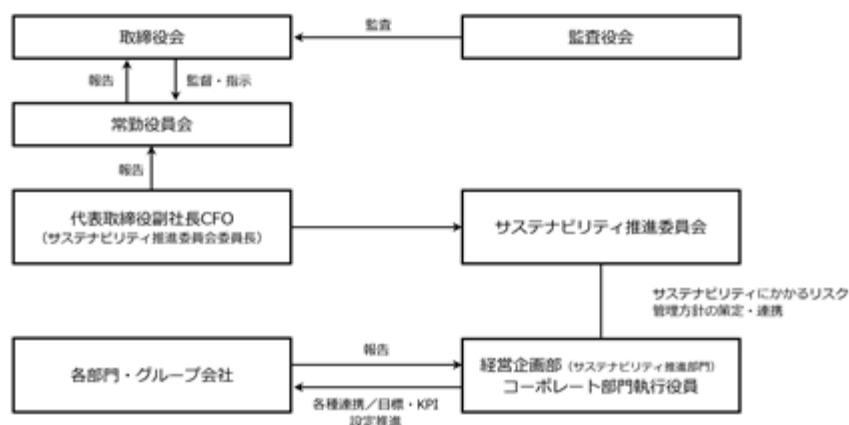 取締役会
監査
監査役会
報告
監督・指示
常勤役員会
報告
代表取締役副社長CFO
（サステナビリティ推進委員会委員長）
サステナビリティ推進委員会
サステナビリティにかかるリスク
管理方針の策定・連携
各部門・グループ会社
報告
経営企画部（サステナビリティ推進部門）
コーポレート部門執行役員
各種連携／目標・KPI
設定推進